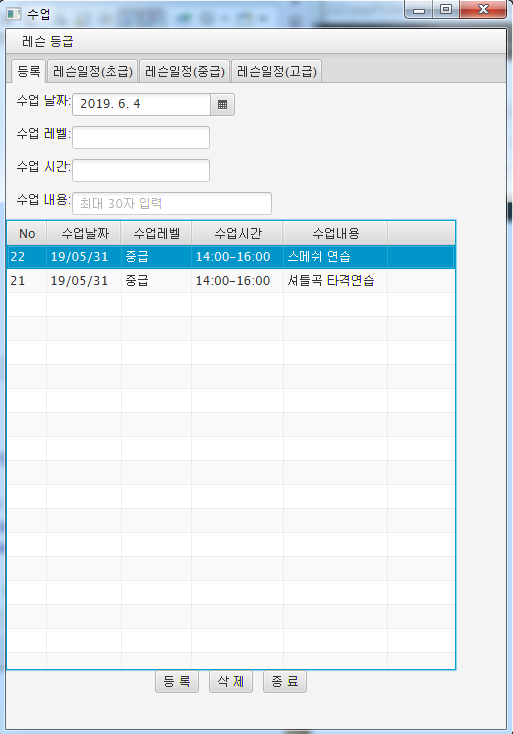 수업
레슨 등급
등록 레슨일정(초급) 레슨일정(중급) 레슨일정(고급)
수업 날짜: 2019. 6. 4
수업 레벨:
수업 시간:
수업 내용: 최대 30자 입력
No 수업날짜 수업레벨 수업시간 수업내용
22 19/05/31 중급 14:00-16:00 스메쉬 연습
21 19/05/31 중급 14:00-16:00 셔틀곡 타격연습
등 록 삭 제 종 료